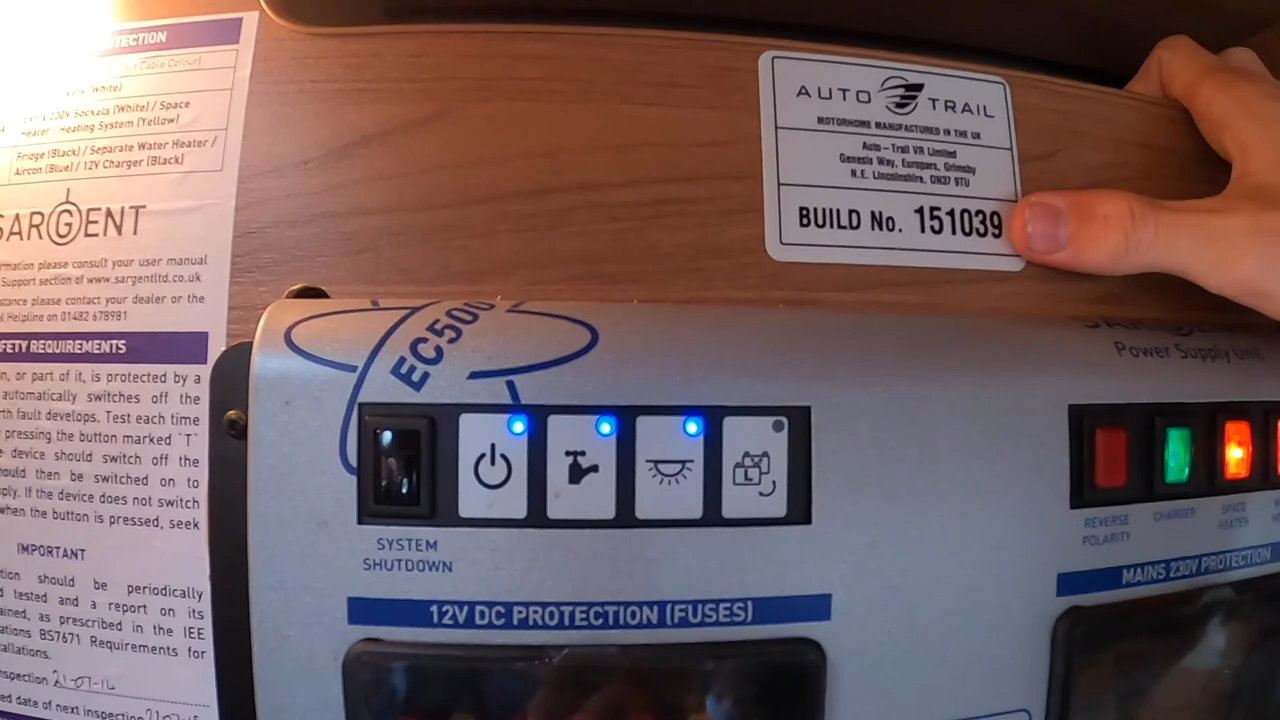 TECTION
Cable Colour)
(White)
Extra 230V Sockets (White) / Space
Heater / Heating System (Yellow)
Fridge (Black) / Separate Water Heater /
Aircon (Blue) / 12V Charger (Black)
SARGENT
rmation please consult your user manual
Support section of www.sargentltd.co.uk
stance please contact your dealer or the
l Helpline on 01482 678981
FETY REQUIREMENTS
n, or part of it, is protected by a
automatically switches off the
rth fault develops. Test each time
pressing the button marked `T`
e device should switch off the
ould then be switched on to
ply. If the device does not switch
when the button is pressed, seek
IMPORTANT
tion should be periodically
d tested and a report on its
ained, as prescribed in the IEE
ations BS7671 Requirements for
tallations.
nspection 21-07-16
ed date of next inspection
AUTO TRAIL
MOTORHOME MANUFACTURED IN THE UK
Auto - Trail VR Limited
Genesis Way, Europarc, Grimsby
N.E. Lincolnshire, DN37 9TU
BUILD No. 151039
EC500
SARGENT
Power Supply Unit
L
SYSTEM
SHUTDOWN
REVERSE
POLARITY
CHARGER
SPACE
HEATER
12V DC PROTECTION (FUSES)
MAINS 230V PROTECTION